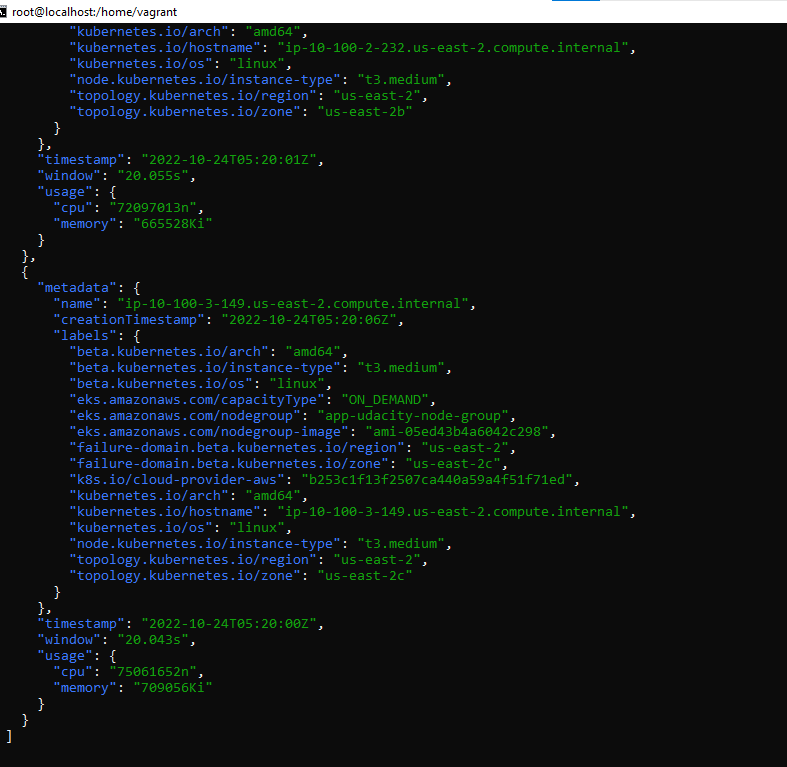 root@localhost:/home/vagrant
"kubernetes.io/arch": "amd64",
"kubernetes.io/hostname": "ip-10-100-2-232.us-east-2.compute.internal",
"kubernetes.io/os": "linux",
"node.kubernetes.io/instance-type": "t3.medium",
"topology.kubernetes.io/region": "us-east-2",
"topology.kubernetes.io/zone": "us-east-2b"
}
},
"timestamp": "2022-10-24T05:20:01Z",
"window": "20.055s",
"usage": {
"cpu": "72097013n",
"memory": "665528Ki"
}
},
{
"metadata": {
"name": "ip-10-100-3-149.us-east-2.compute.internal",
"creationTimestamp": "2022-10-24T05:20:06Z",
"labels": {
"beta.kubernetes.io/arch": "amd64",
"beta.kubernetes.io/instance-type": "t3.medium",
"beta.kubernetes.io/os": "linux",
"eks.amazonaws.com/capacityType": "ON_DEMAND",
"eks.amazonaws.com/nodegroup": "app-udacity-node-group",
"eks.amazonaws.com/nodegroup-image": "ami-05ed43b4a6042c298",
"failure-domain.beta.kubernetes.io/region": "us-east-2",
"failure-domain.beta.kubernetes.io/zone": "us-east-2c",
"k8s.io/cloud-provider-aws": "b253c1f13f2507ca440a59a4f51f71ed",
"kubernetes.io/arch": "amd64",
"kubernetes.io/hostname": "ip-10-100-3-149.us-east-2.compute.internal",
"kubernetes.io/os": "linux",
"node.kubernetes.io/instance-type": "t3.medium",
"topology.kubernetes.io/region": "us-east-2",
"topology.kubernetes.io/zone": "us-east-2c"
}
},
"timestamp": "2022-10-24T05:20:00Z",
"window": "20.043s",
"usage": {
"cpu": "75061652n",
"memory": "709056Ki"
}
}
]